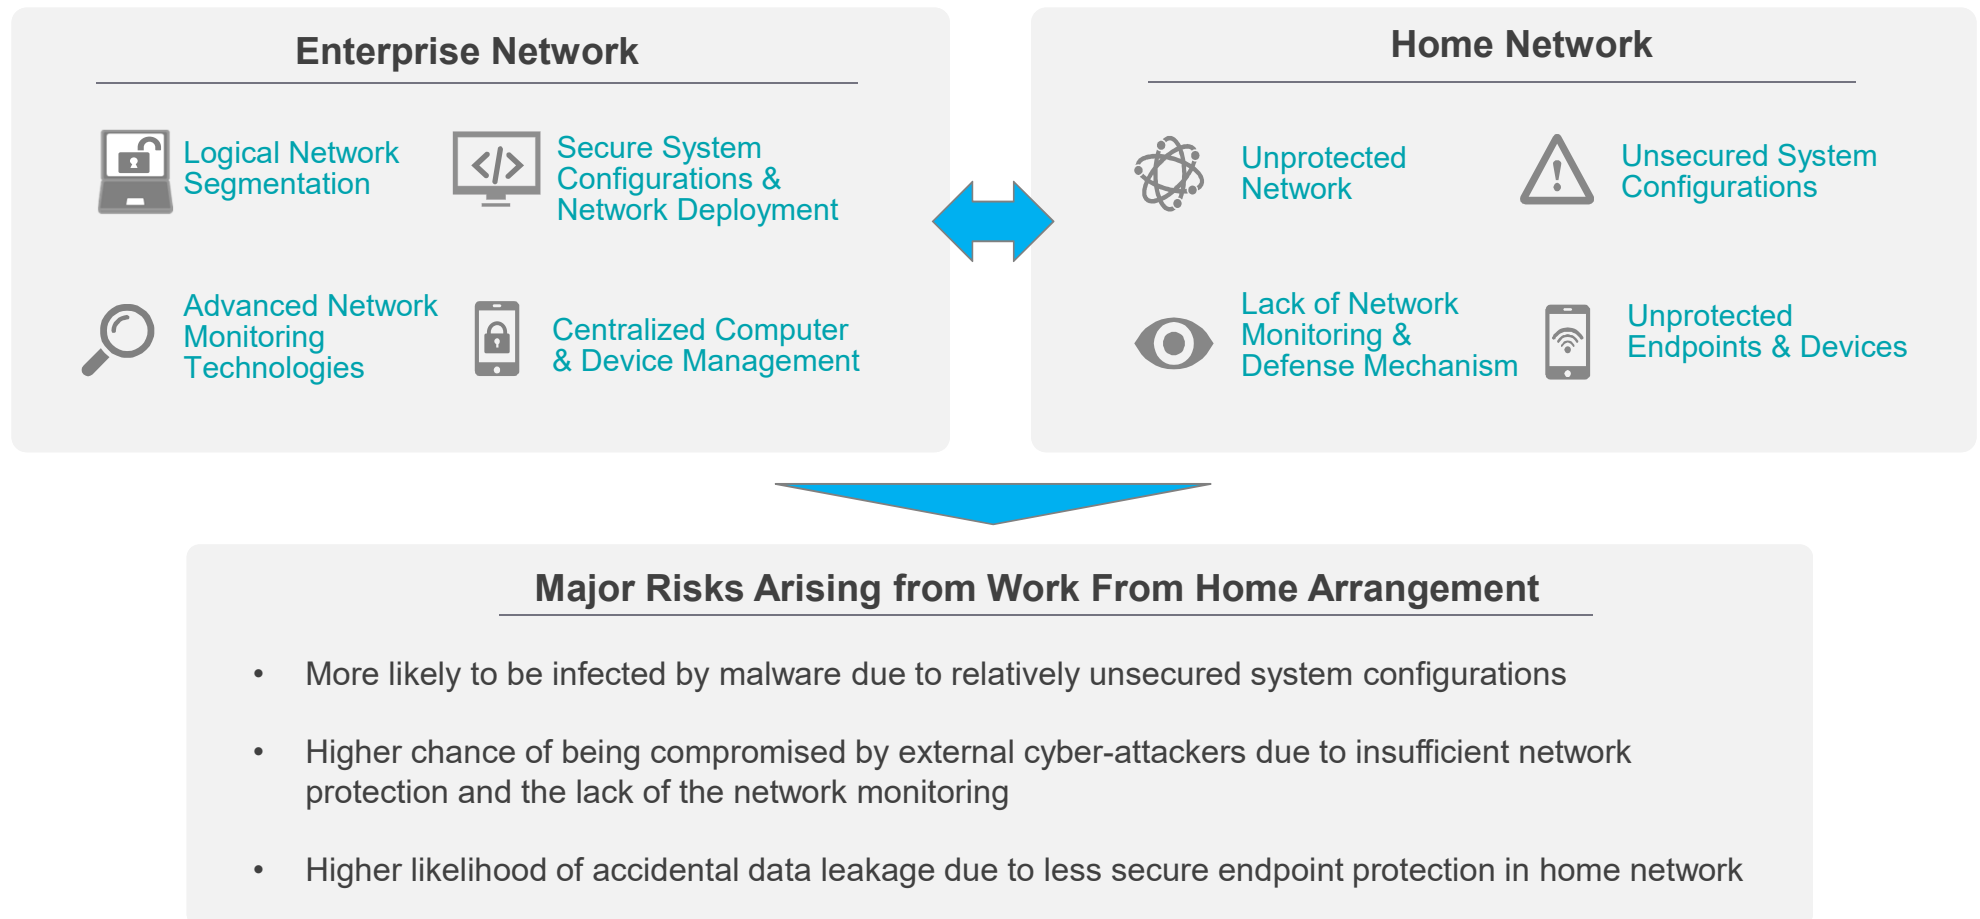 Enterprise Network
Logical Network
Segmentation
Secure System
Configurations &
Network Deployment
Advanced Network
Monitoring
Technologies
Centralized Computer
& Device Management
Home Network
Unprotected
Network
Unsecured System
Configurations
Lack of Network
Monitoring &
Defense Mechanism
Unprotected
Endpoints & Devices
Major Risks Arising from Work From Home Arrangement
• More likely to be infected by malware due to relatively unsecured system configurations
• Higher chance of being compromised by external cyber-attackers due to insufficient network
protection and the lack of the network monitoring
• Higher likelihood of accidental data leakage due to less secure endpoint protection in home network